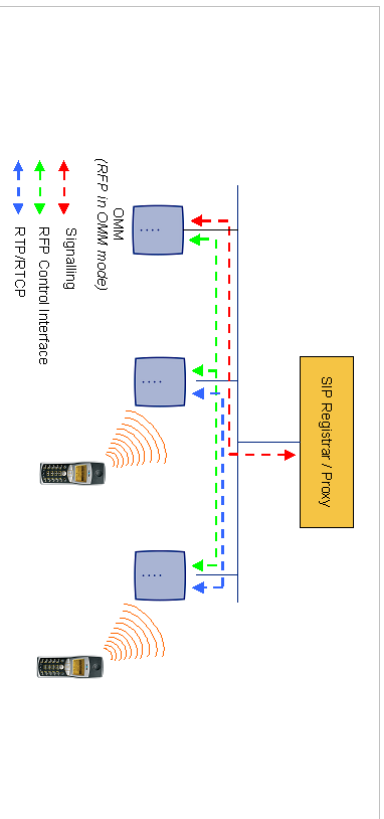 SIP Registrar / Proxy
OMM
(RFP in OMM mode)
Signalling
RFP Control Interface
RTP/RTCP